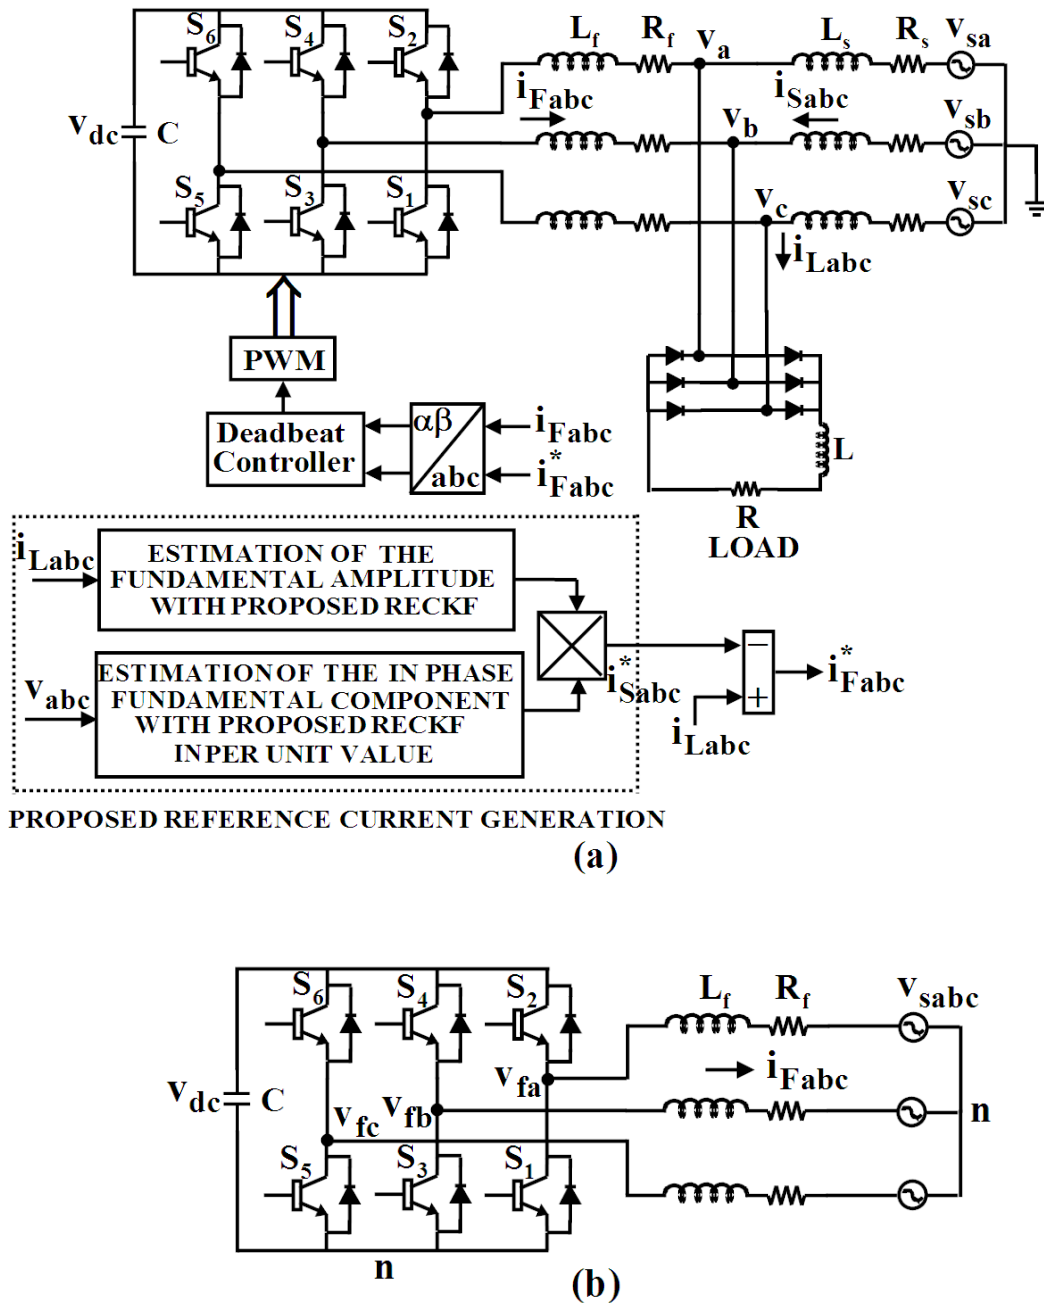 S6
S4
S2
Lf
Rf
va
Ls
Rs
vsa
iFabc
iSabc
vdc
C
vb
vsb
S5
S3
S1
vc
vsc
iLabc
PWM
Deadbeat
Controller
αβ
abc
iFabc
i*Fabc
L
R
LOAD
iLabc
ESTIMATION OF THE
FUNDAMENTAL AMPLITUDE
WITH PROPOSED RECKF
vabc
ESTIMATION OF THE IN PHASE
FUNDAMENTAL COMPONENT
WITH PROPOSED RECKF
IN PER UNIT VALUE
i*Sabc
−
+
iLabc
i*Fabc
PROPOSED REFERENCE CURRENT GENERATION
(a)
S6
S4
S2
Lf
Rf
vsabc
vdc
C
vfa
vfb
vfc
iFabc
n
S5
S3
S1
n
(b)